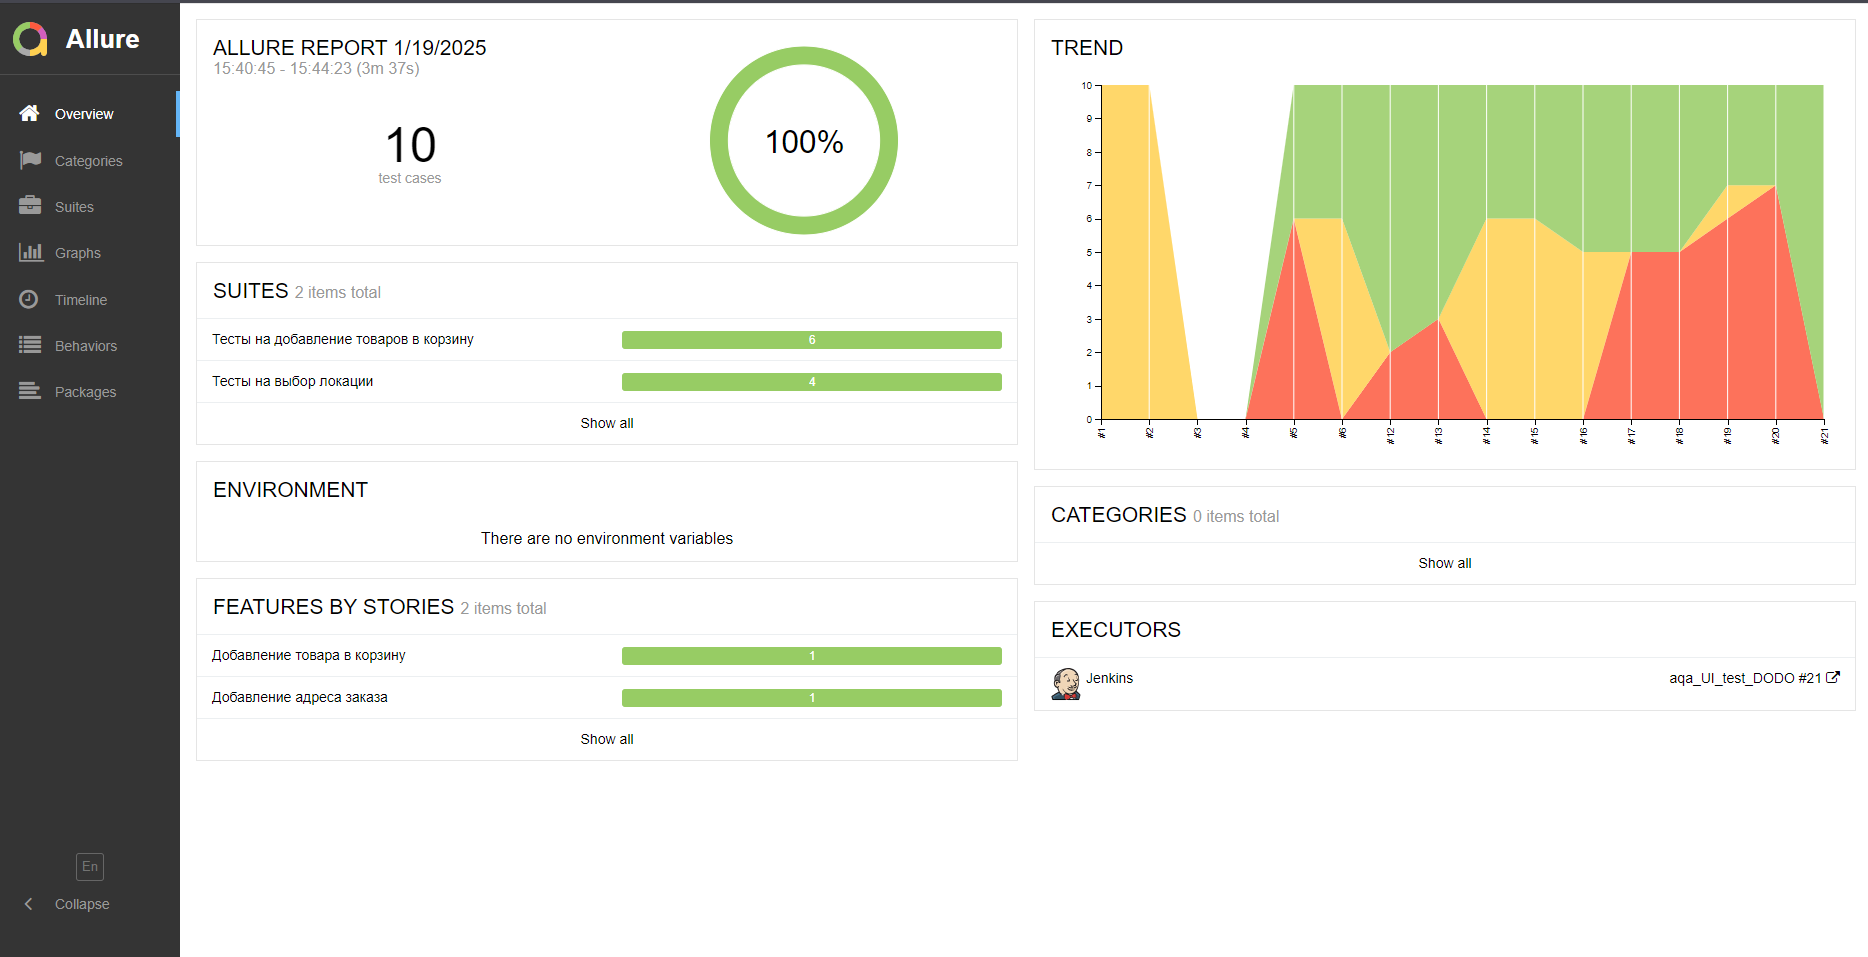 Allure
Overview
Categories
Suites
Graphs
Timeline
Behaviors
Packages
En
Collapse
ALLURE REPORT 1/19/2025
15:40:45 - 15:44:23 (3m 37s)
10
test cases
100%
SUITES 2 items total
Тесты на добавление товаров в корзину 6
Тесты на выбор локации 4
Show all
ENVIRONMENT
There are no environment variables
FEATURES BY STORIES 2 items total
Добавление товара в корзину 1
Добавление адреса заказа 1
Show all
TREND
10
9
8
7
6
5
4
3
2
1
0
#1 #2 #3 #4 #5 #6 #12 #13 #14 #15 #16 #17 #18 #19 #20 #21
CATEGORIES 0 items total
Show all
EXECUTORS
Jenkins aqa_UI_test_DODO #21